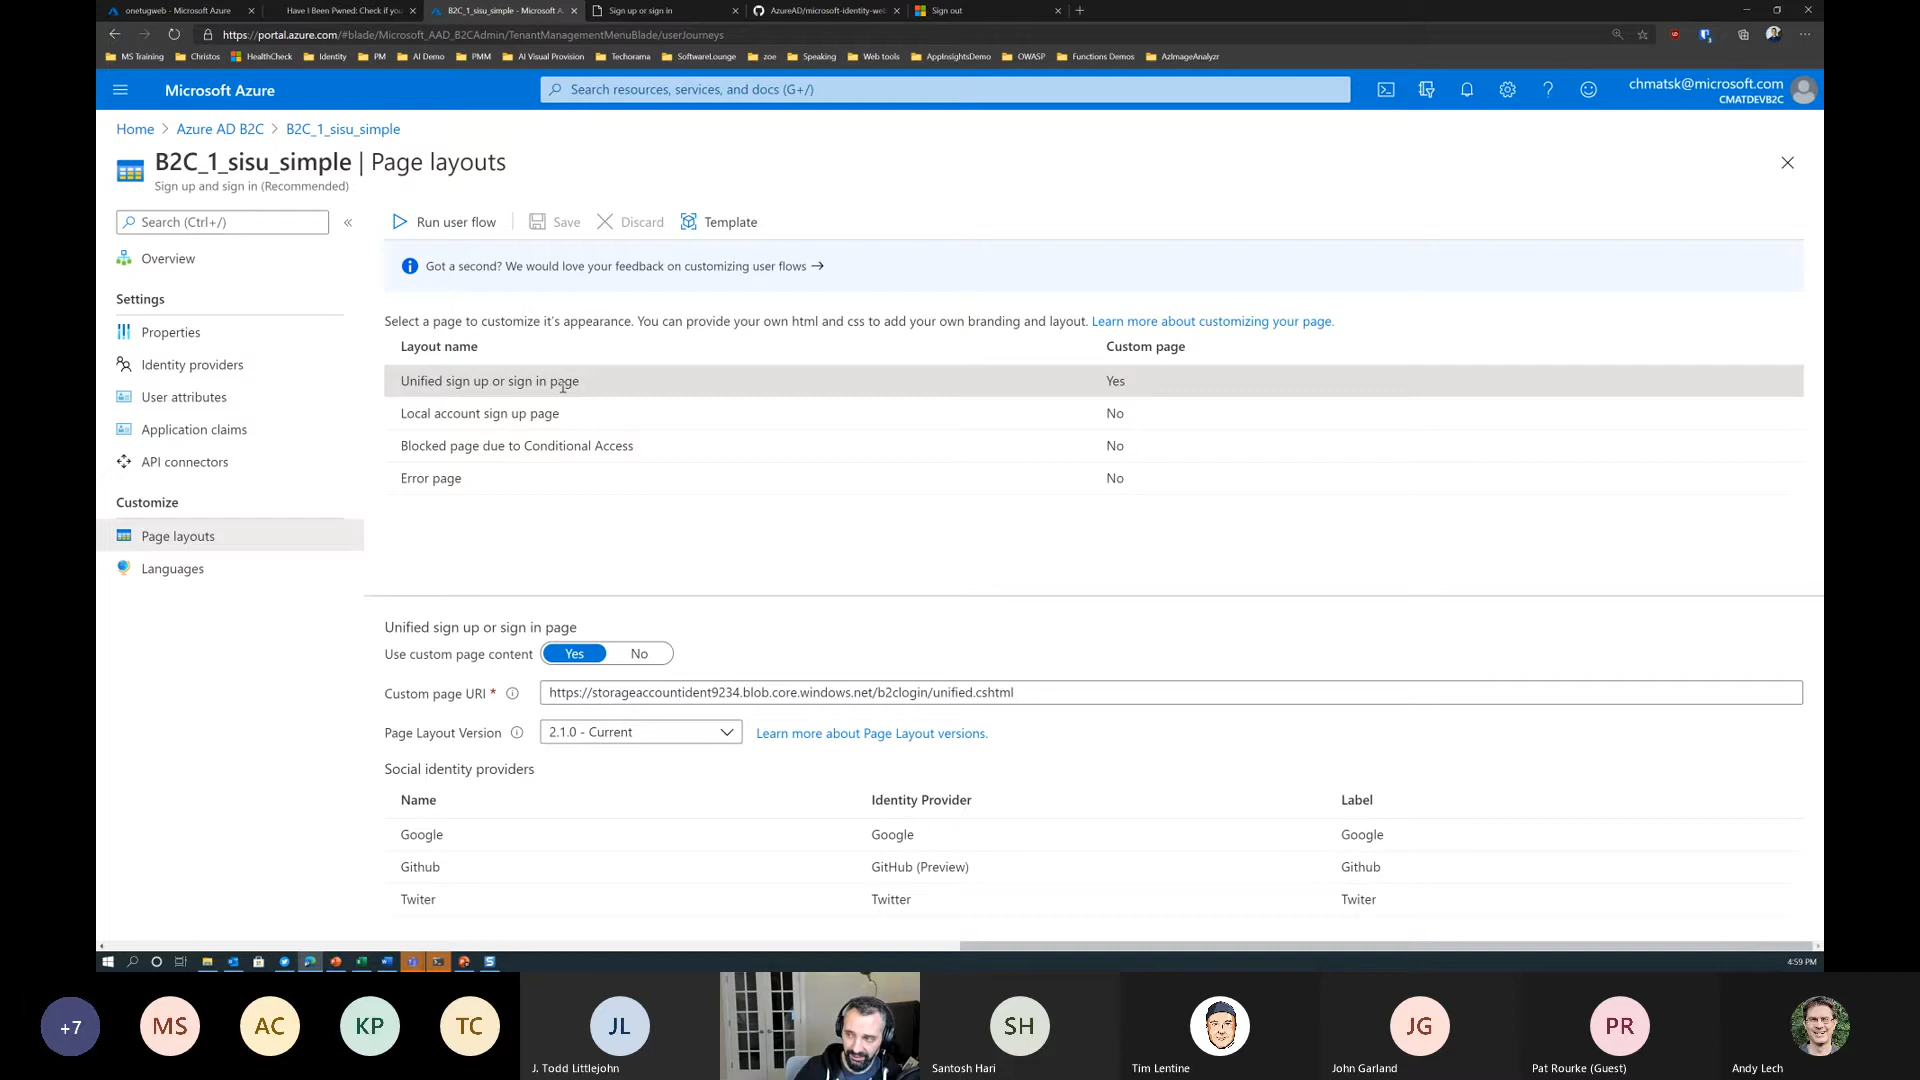 onetugweb - Microsoft Azure
Have I Been Pwned: Check if you
B2C_1_sisu_simple - Microsoft A
Sign up or sign in
AzureAD/microsoft-identity-web
Sign out
https://portal.azure.com/#blade/Microsoft_AAD_B2CAdmin/TenantManagementMenuBlade/userJourneys
MS Training
Christos
HealthCheck
Identity
PM
AI Demo
PMM
AI Visual Provision
Techorama
SoftwareLounge
zoe
Speaking
Web tools
AppInsightsDemo
OWASP
Functions Demos
AzImageAnalyzr
Microsoft Azure
Search resources, services, and docs (G+/)
chmatsk@microsoft.com
CMATDEVB2C
Home > Azure AD B2C > B2C_1_sisu_simple
B2C_1_sisu_simple | Page layouts
Sign up and sign in (Recommended)
Search (Ctrl+/)
«
Run user flow
Save
Discard
Template
Overview
Got a second? We would love your feedback on customizing user flows →
Settings
Properties
Identity providers
User attributes
Application claims
API connectors
Customize
Page layouts
Languages
Select a page to customize it's appearance. You can provide your own html and css to add your own branding and layout. Learn more about customizing your page.
Layout name Custom page
Unified sign up or sign in page Yes
Local account sign up page No
Blocked page due to Conditional Access No
Error page No
Unified sign up or sign in page
Use custom page content Yes No
Custom page URI * https://storageaccountident9234.blob.core.windows.net/b2clogin/unified.cshtml
Page Layout Version 2.1.0 - Current Learn more about Page Layout versions.
Social identity providers
Name Identity Provider Label
Google Google Google
Github GitHub (Preview) Github
Twiter Twitter Twiter
4:59 PM
+7
MS
AC
KP
TC
JL
SH
JG
PR
J. Todd Littlejohn
Santosh Hari
Tim Lentine
John Garland
Pat Rourke (Guest)
Andy Lech